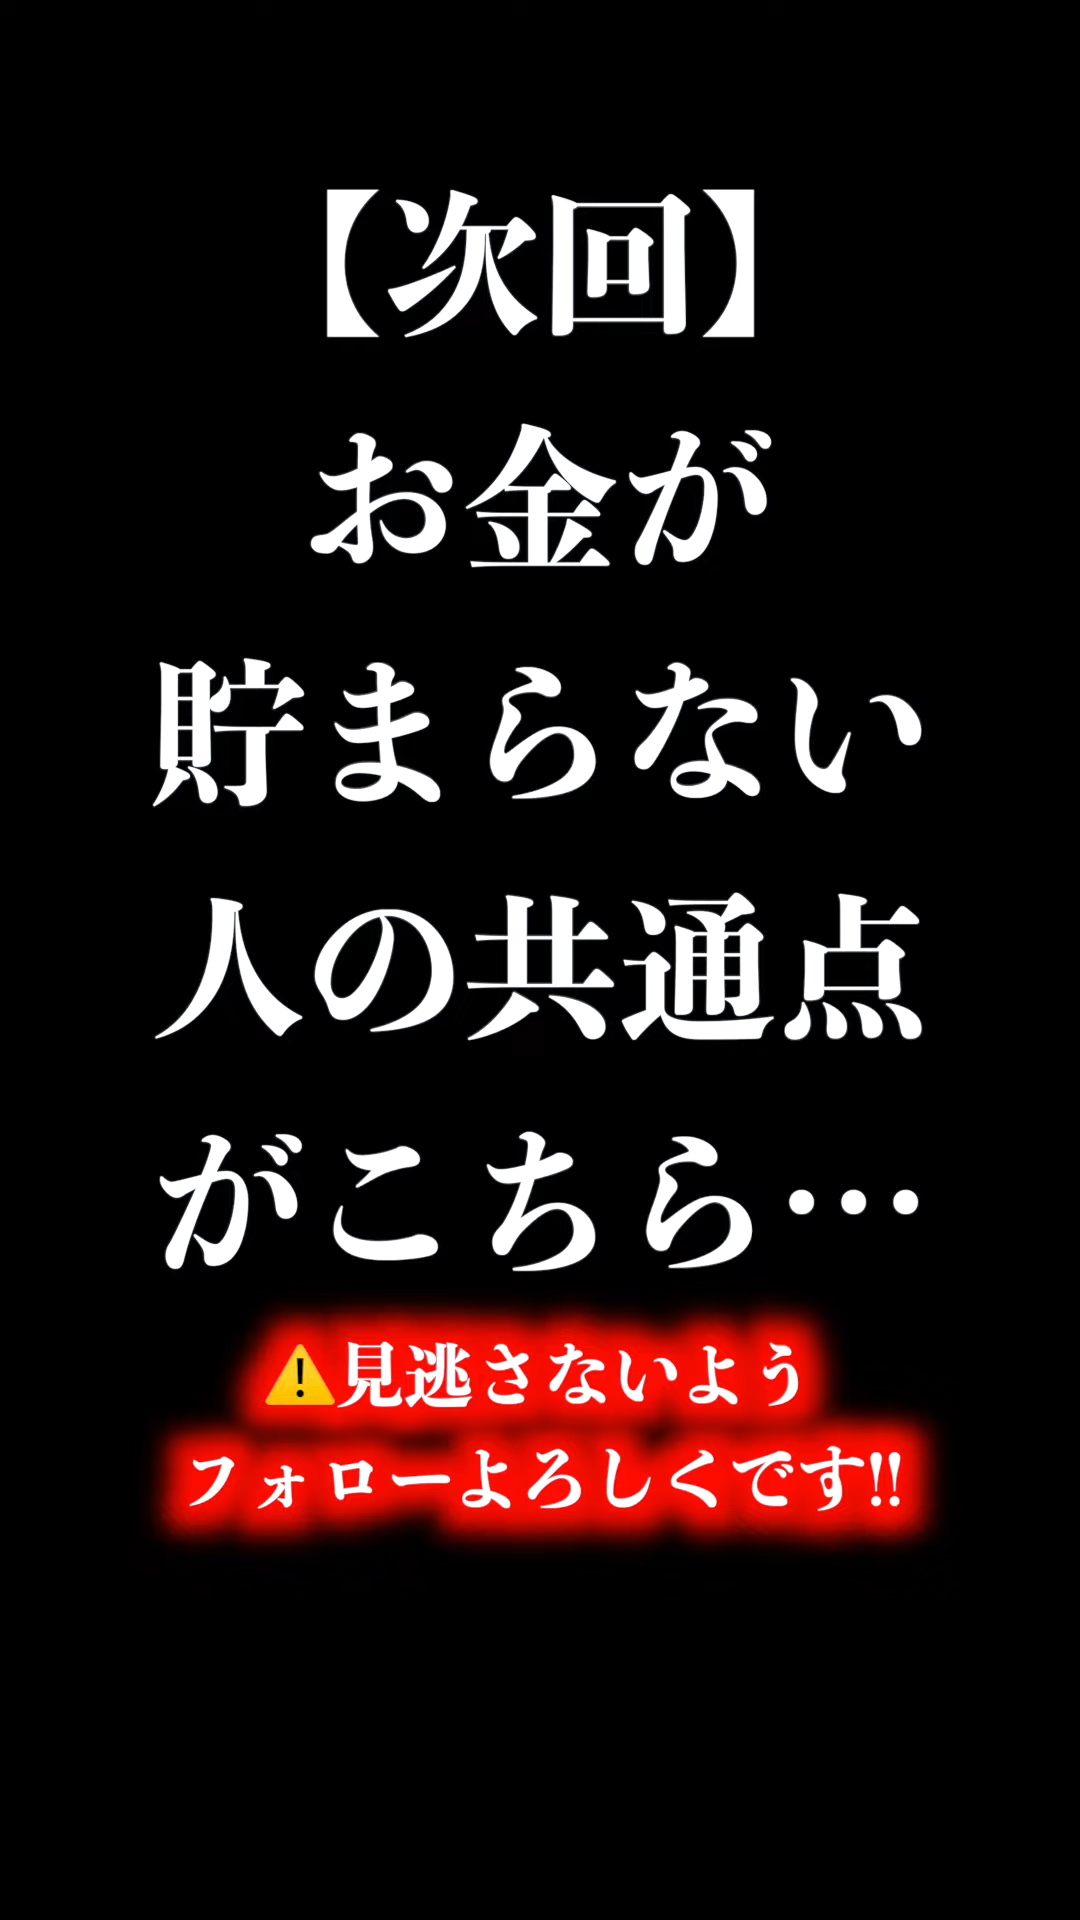 【次回】
お金が
貯まらない
人の共通点
がこちら…
⚠️見逃さないよう
フォローよろしくです!!